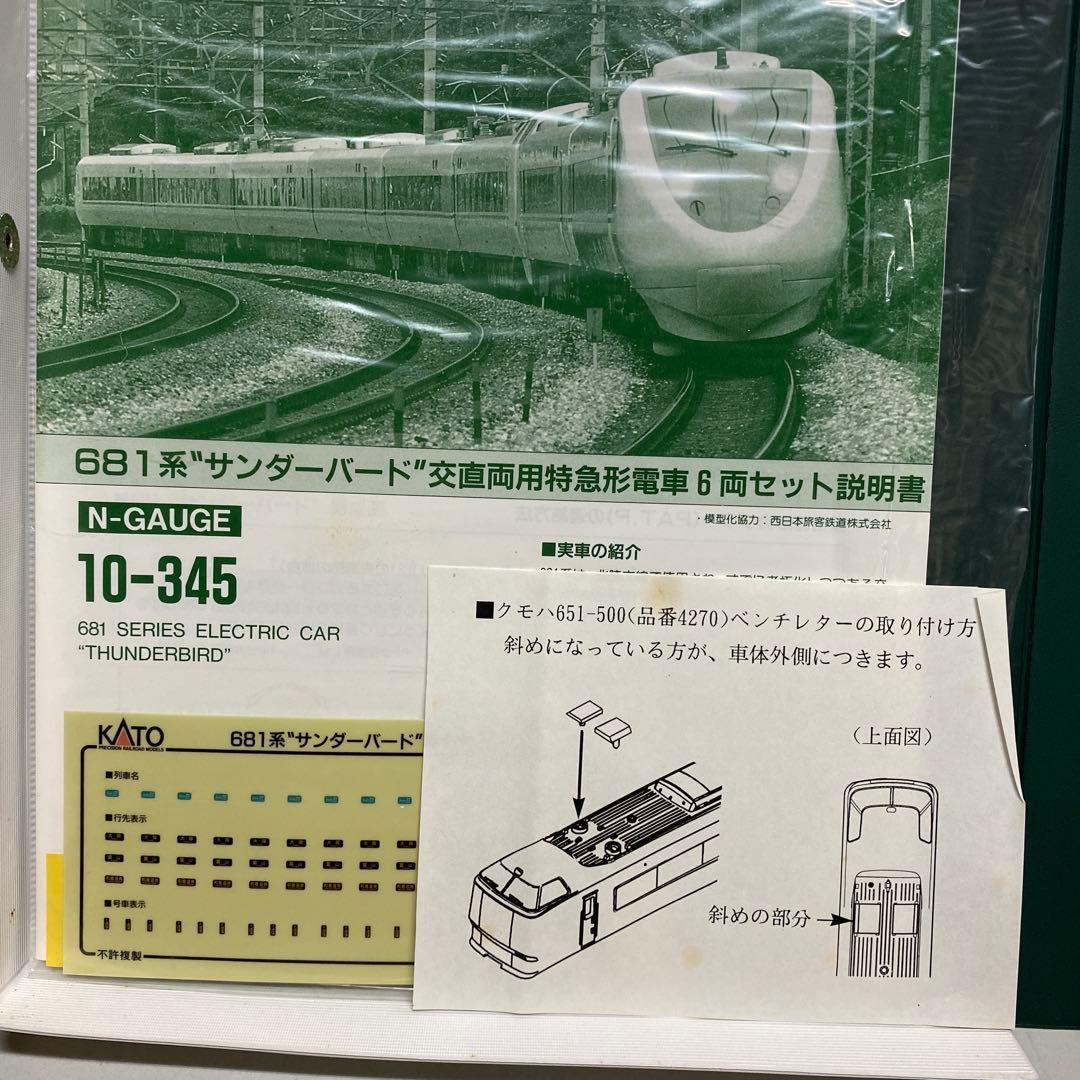 681系"サンダーバード"交直両用特急形電車6両セット説明書
・模型化協力：西日本旅客鉄道株式会社
N-GAUGE
10-345
681 SERIES ELECTRIC CAR
"THUNDERBIRD"
■実車の紹介
■クモハ651-500(品番4270)ベンチレターの取り付け方
斜めになっている方が、車体外側につきます。
（上面図）
斜めの部分
KATO
PRECISION RAILROAD MODELS
681系"サンダーバード"
■列車名
■行先表示
■号車表示
不許複製